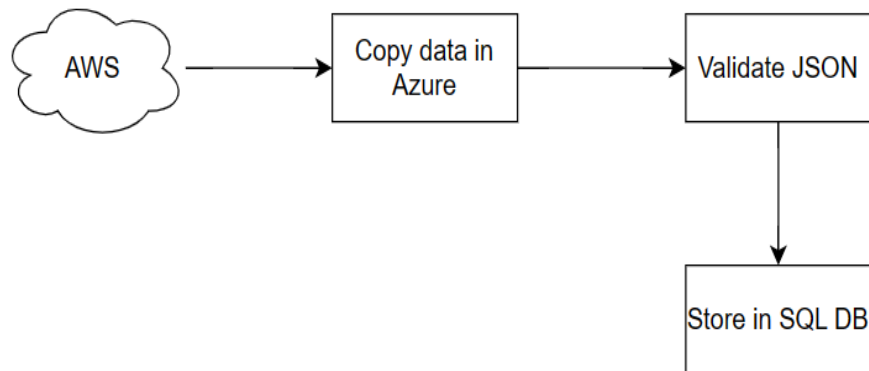 AWS
Copy data in
Azure
Validate JSON
Store in SQL DB